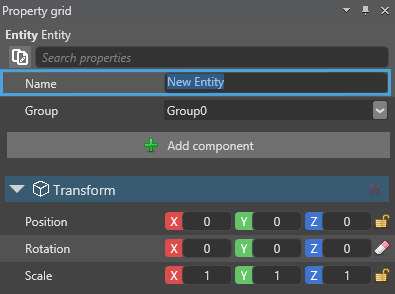 Property grid
Entity Entity
Search properties
Name New Entity
Group Group0
Add component
Transform
Position X 0 Y 0 Z 0
Rotation X 0 Y 0 Z 0
Scale X 1 Y 1 Z 1